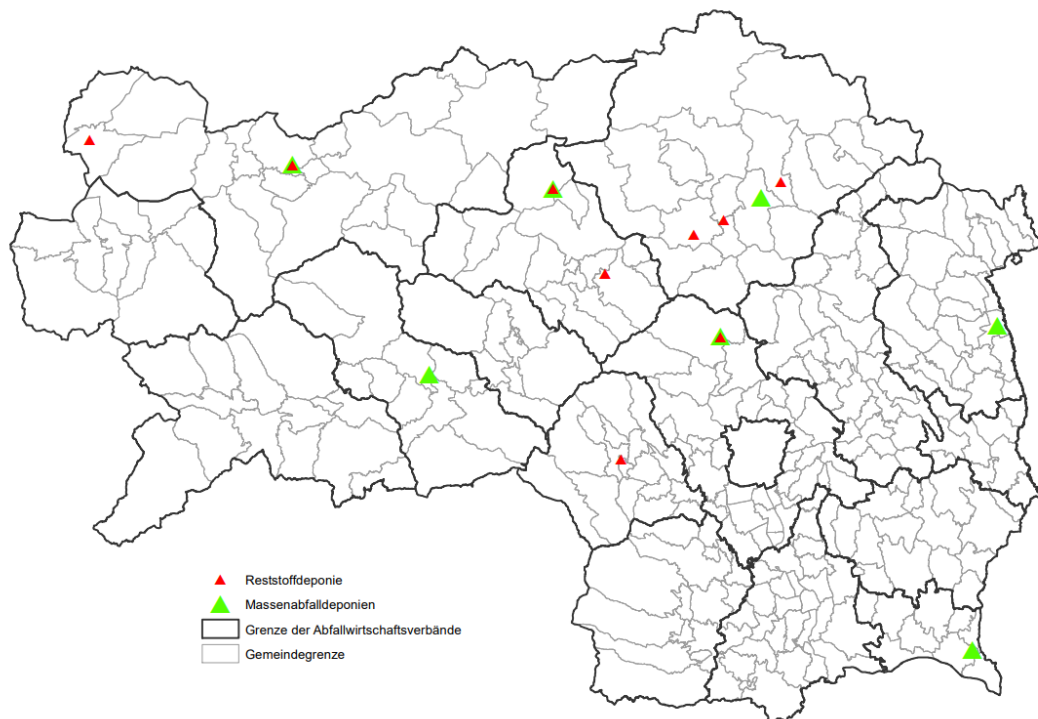 Reststoffdeponie
Massenabfalldeponien
Grenze der Abfallwirtschaftsverbände
Gemeindegrenze